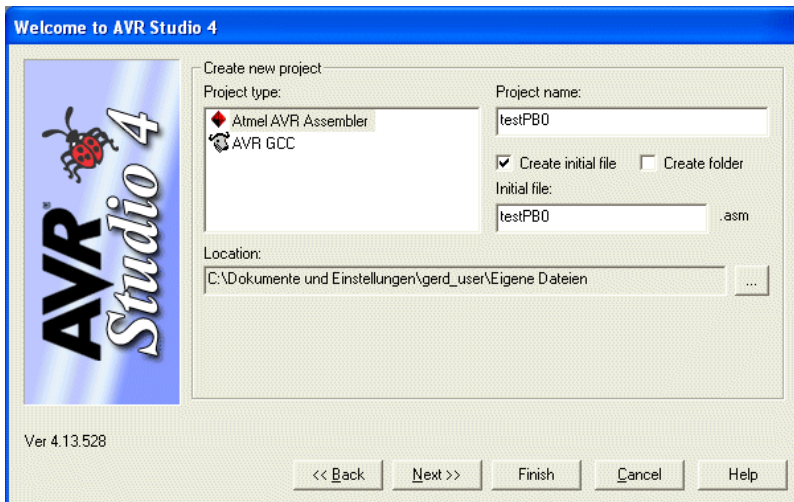 Welcome to AVR Studio 4
AVR Studio 4
Create new project
Project type:
Atmel AVR Assembler
AVR GCC
Project name:
testPB0
Create initial file
Create folder
Initial file:
testPB0
.asm
Location:
C:\Dokumente und Einstellungen\gerd_user\Eigene Dateien
...
Ver 4.13.528
<< Back
Next >>
Finish
Cancel
Help